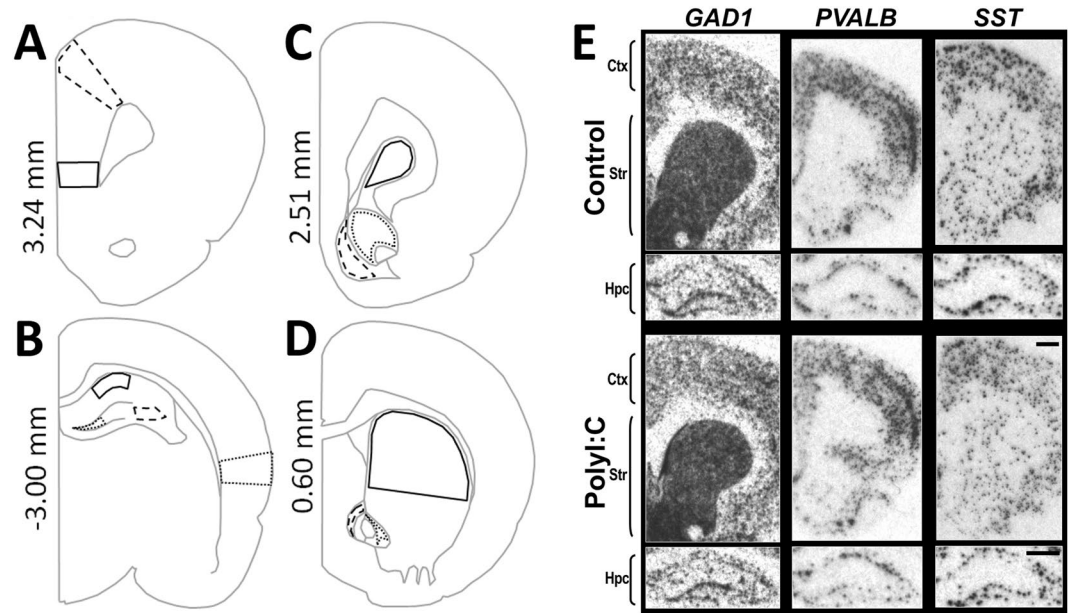 A
3.24 mm
C
2.51 mm
B
-3.00 mm
D
0.60 mm
E
GAD1
PVALB
SST
Control
Ctx
Str
Hpc
PolyI:C
Ctx
Str
Hpc